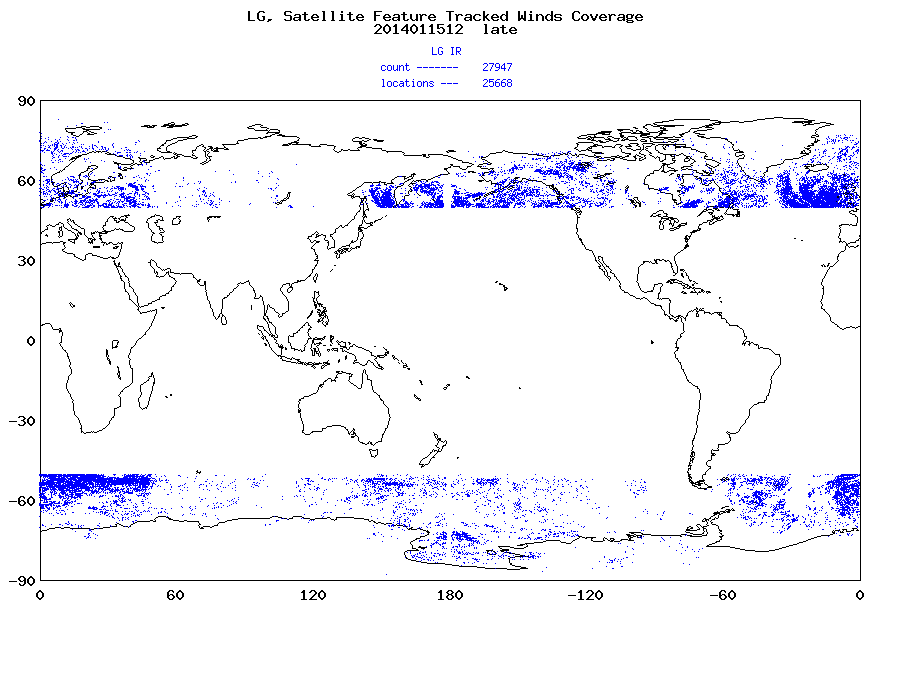 LG, Satellite Feature Tracked Winds Coverage
2014011512 late
LG IR
count ------- 27947
locations --- 25668
90
60
30
0
-30
-60
-90
0 60 120 180 -120 -60 0